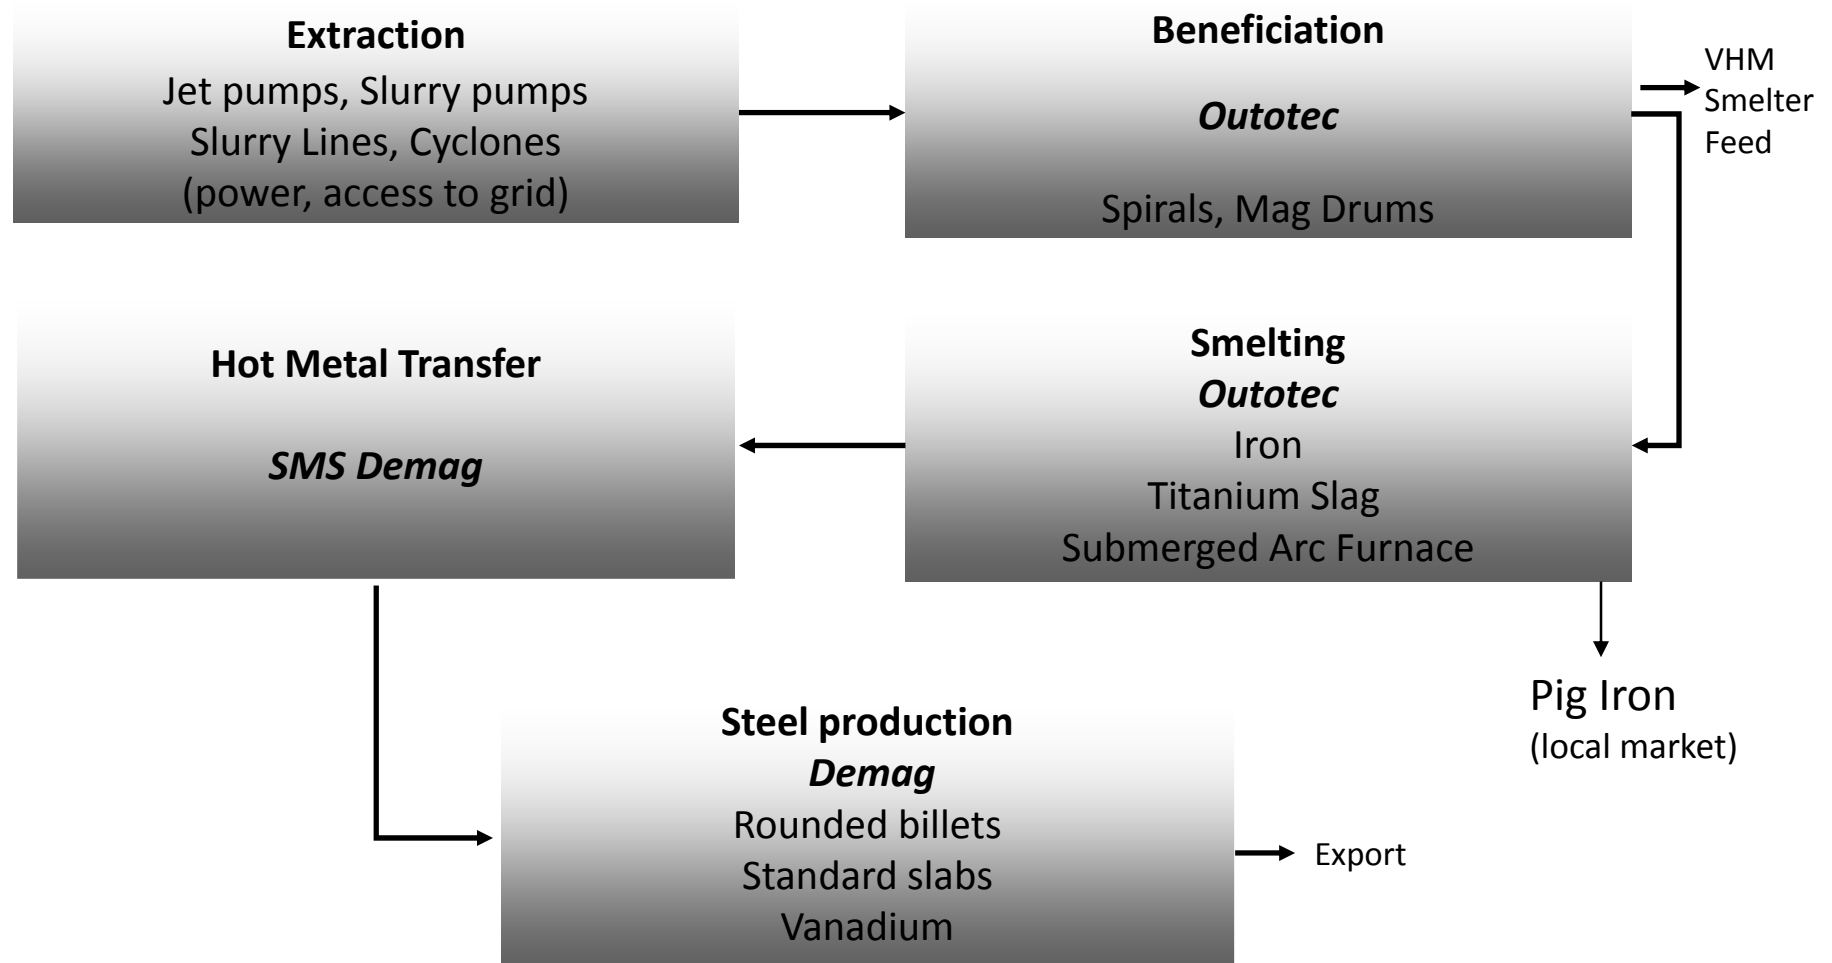 Extraction
Jet pumps, Slurry pumps
Slurry Lines, Cyclones
(power, access to grid)
Beneficiation
Outotec
Spirals, Mag Drums
VHM
Smelter
Feed
Smelting
Outotec
Iron
Titanium Slag
Submerged Arc Furnace
Hot Metal Transfer
SMS Demag
Pig Iron
(local market)
Steel production
Demag
Rounded billets
Standard slabs
Vanadium
Export